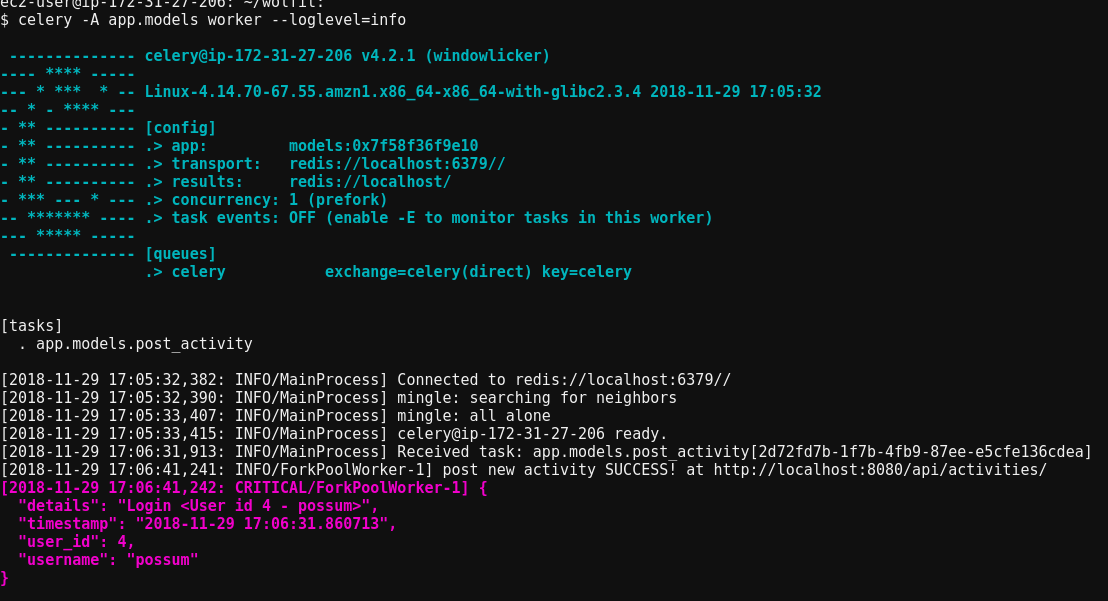 ec2-user@ip-172-31-27-206: ~/wolfit:
$ celery -A app.models worker --loglevel=info
 -------------- celery@ip-172-31-27-206 v4.2.1 (windowlicker)
---- **** -----
--- * ***  * -- Linux-4.14.70-67.55.amzn1.x86_64-x86_64-with-glibc2.3.4 2018-11-29 17:05:32
-- * - **** ---
- ** ---------- [config]
- ** ---------- .> app:         models:0x7f58f36f9e10
- ** ---------- .> transport:   redis://localhost:6379//
- ** ---------- .> results:     redis://localhost/
- *** --- * --- .> concurrency: 1 (prefork)
-- ******* ---- .> task events: OFF (enable -E to monitor tasks in this worker)
--- ***** -----
 -------------- [queues]
                .> celery           exchange=celery(direct) key=celery
[tasks]
  . app.models.post_activity
[2018-11-29 17:05:32,382: INFO/MainProcess] Connected to redis://localhost:6379//
[2018-11-29 17:05:32,390: INFO/MainProcess] mingle: searching for neighbors
[2018-11-29 17:05:33,407: INFO/MainProcess] mingle: all alone
[2018-11-29 17:05:33,415: INFO/MainProcess] celery@ip-172-31-27-206 ready.
[2018-11-29 17:06:31,913: INFO/MainProcess] Received task: app.models.post_activity[2d72fd7b-1f7b-4fb9-87ee-e5cfe136cdea]
[2018-11-29 17:06:41,241: INFO/ForkPoolWorker-1] post new activity SUCCESS! at http://localhost:8080/api/activities/
[2018-11-29 17:06:41,242: CRITICAL/ForkPoolWorker-1] {
  "details": "Login <User id 4 - possum>",
  "timestamp": "2018-11-29 17:06:31.860713",
  "user_id": 4,
  "username": "possum"
}